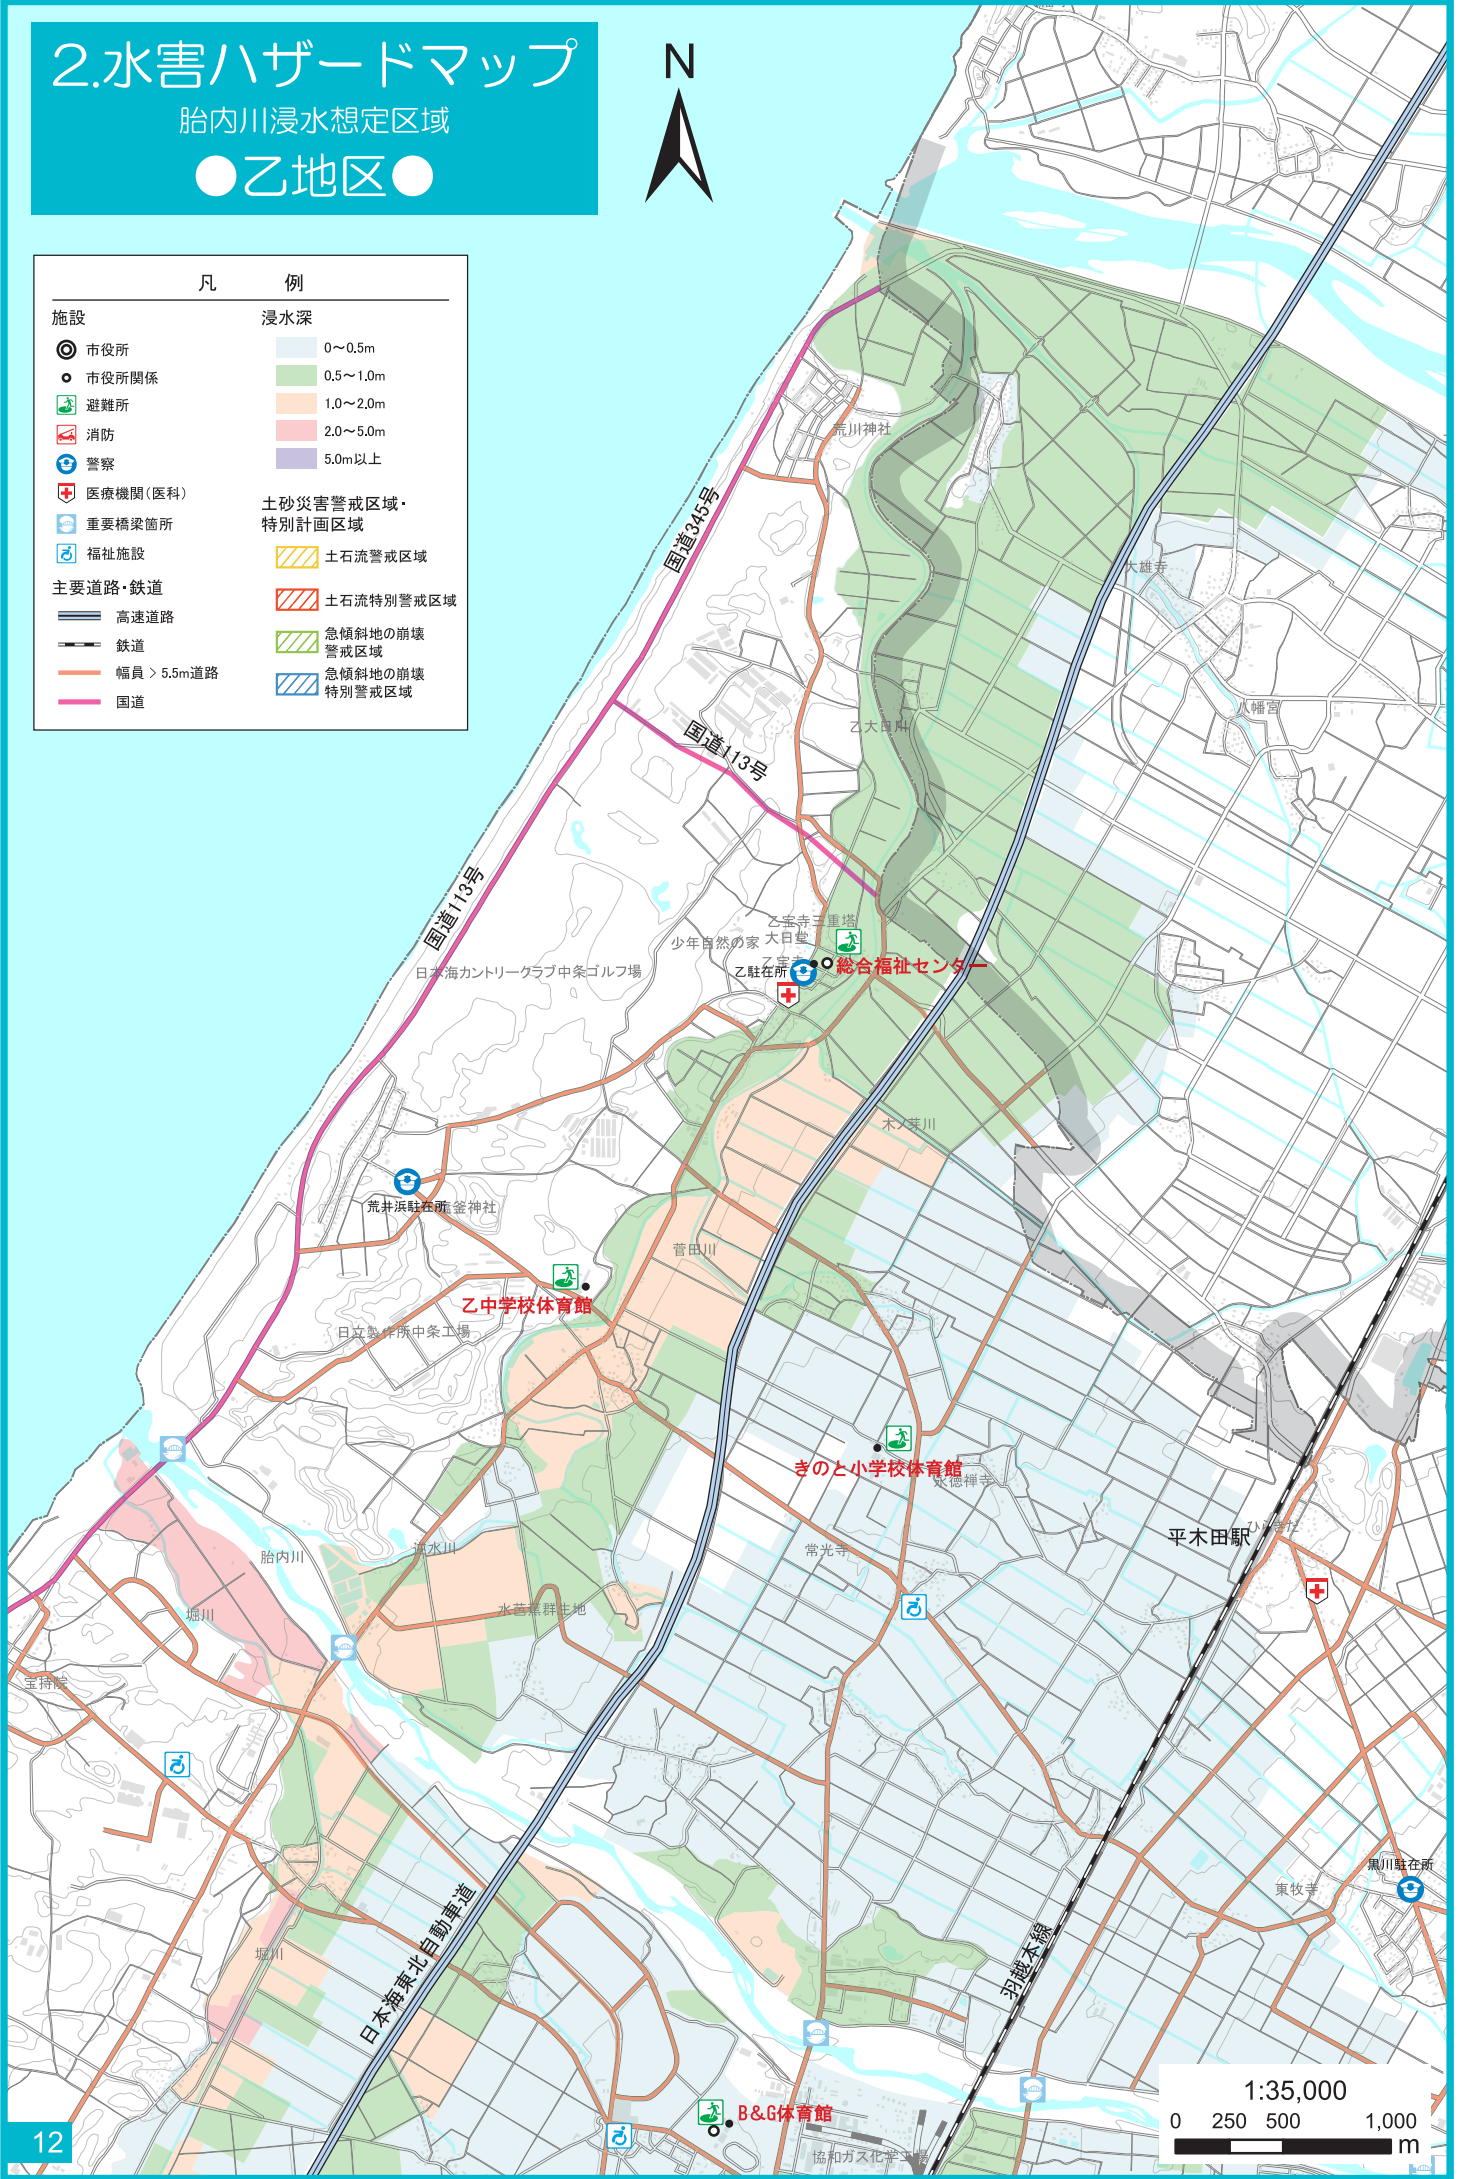 2.水害ハザードマップ
胎内川浸水想定区域
●乙地区●
N
凡 例
施設
市役所
市役所関係
避難所
消防
警察
医療機関(医科)
重要橋梁箇所
福祉施設
主要道路・鉄道
高速道路
鉄道
幅員 > 5.5m道路
国道
浸水深
0～0.5m
0.5～1.0m
1.0～2.0m
2.0～5.0m
5.0m以上
土砂災害警戒区域・
特別計画区域
土石流警戒区域
土石流特別警戒区域
急傾斜地の崩壊
警戒区域
急傾斜地の崩壊
特別警戒区域
荒川神社
国道345号
大雄寺
八幡宮
乙大日川
国道113号
国道113号
乙宝寺三重塔
大日堂
少年自然の家
乙宝寺
総合福祉センター
日本海カントリークラブ中条ゴルフ場
乙駐在所
木ノ芽川
荒井浜駐在所
塩釜神社
菅田川
乙中学校体育館
日立製作所中条工場
きのと小学校体育館
永徳禅寺
平木田駅
ひらきだ
胎内川
逆水川
常光寺
水芭蕉群生地
堀川
宝持院
黒川駐在所
東牧寺
堀川
日本海東北自動車道
羽越本線
B&G体育館
協和ガス化学工場
1:35,000
0 250 500 1,000
m
12